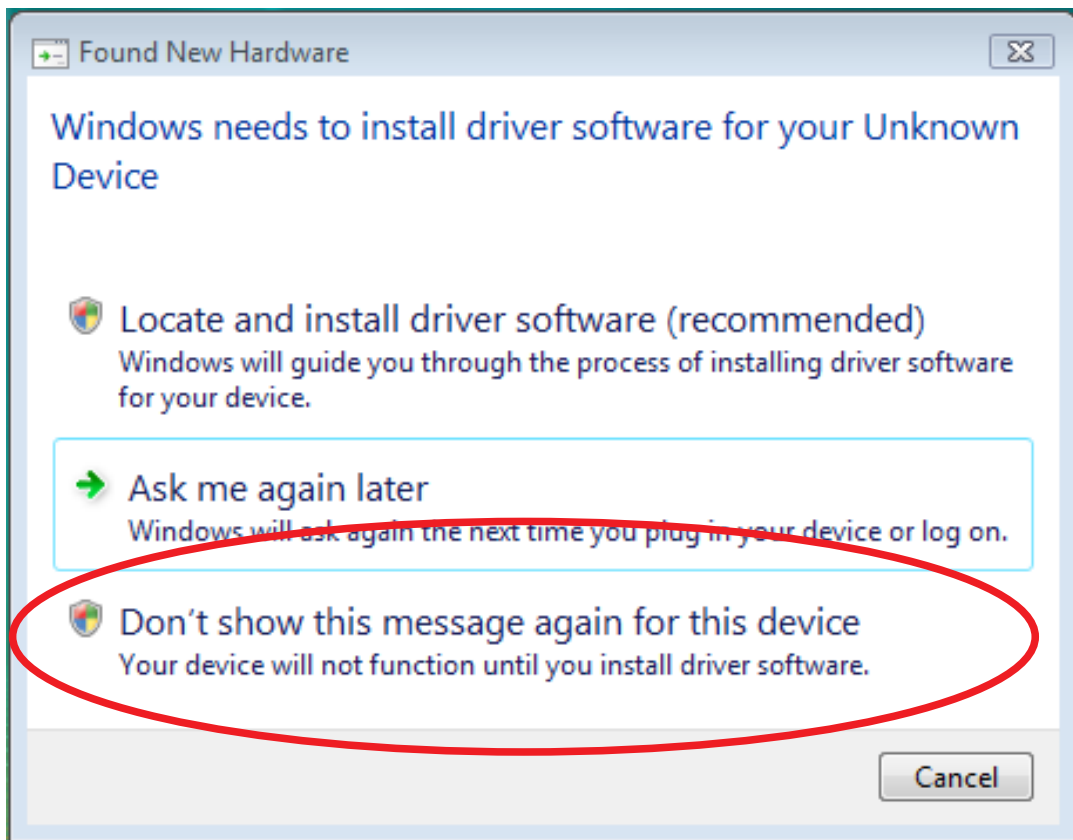 Found New Hardware
Windows needs to install driver software for your Unknown
Device
Locate and install driver software (recommended)
Windows will guide you through the process of installing driver software
for your device.
Ask me again later
Windows will ask again the next time you plug in your device or log on.
Don't show this message again for this device
Your device will not function until you install driver software.
Cancel